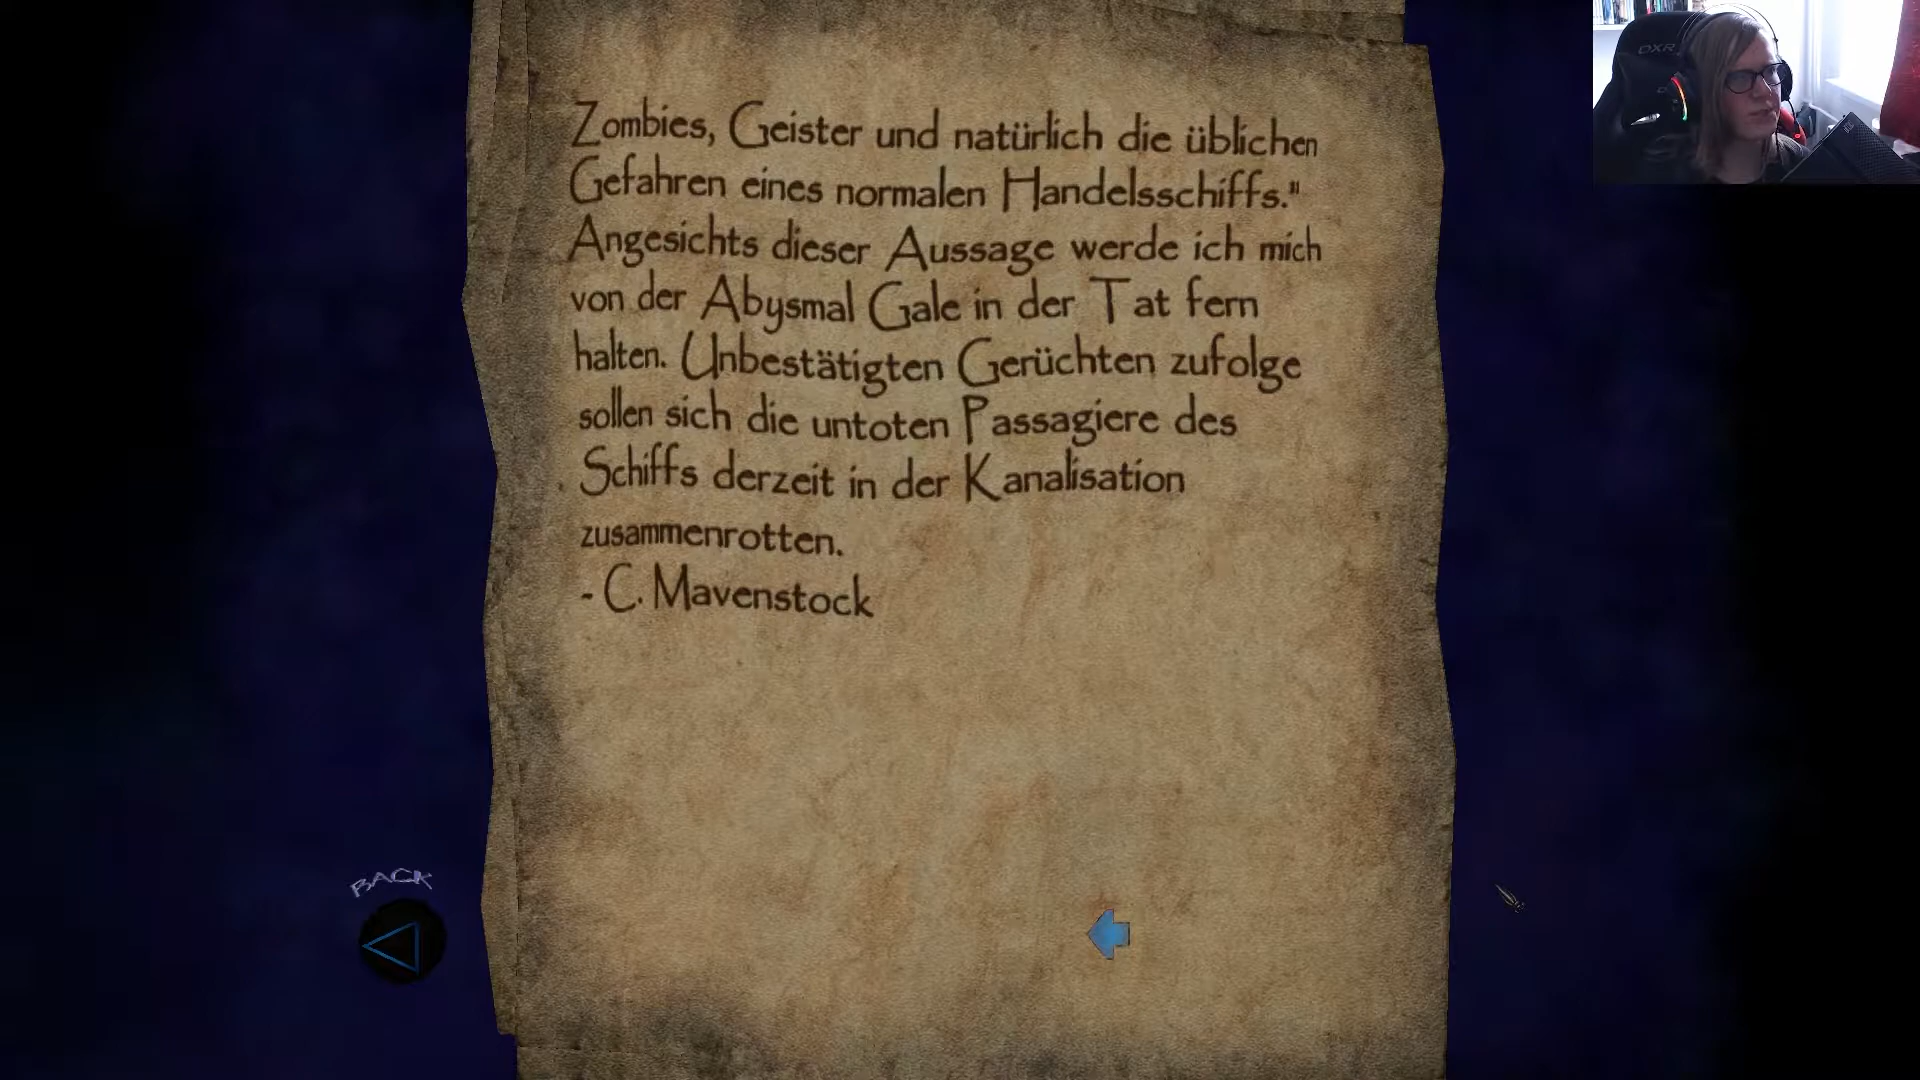 Zombies, Geister und natürlich die üblichen
Gefahren eines normalen Handelsschiffs."
Angesichts dieser Aussage werde ich mich
von der Abysmal Gale in der Tat fern
halten. Unbestätigten Gerüchten zufolge
sollen sich die untoten Passagiere des
Schiffs derzeit in der Kanalisation
zusammenrotten.
- C. Mavenstock
BACK
DXR